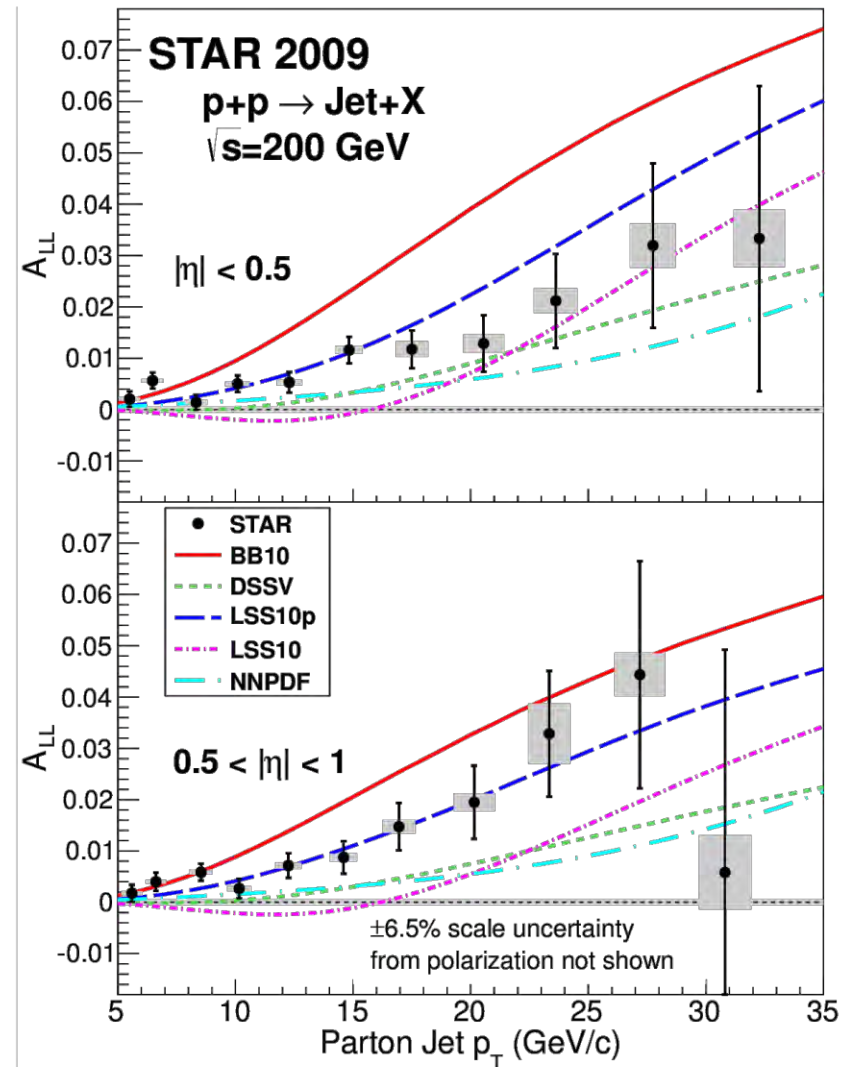 STAR 2009
p+p → Jet+X
√s=200 GeV
|η| < 0.5
A_LL
0.07
0.06
0.05
0.04
0.03
0.02
0.01
0
-0.01
STAR
BB10
DSSV
LSS10p
LSS10
NNPDF
0.5 < |η| < 1
±6.5% scale uncertainty
from polarization not shown
A_LL
0.07
0.06
0.05
0.04
0.03
0.02
0.01
0
-0.01
5 10 15 20 25 30 35
Parton Jet p_T (GeV/c)